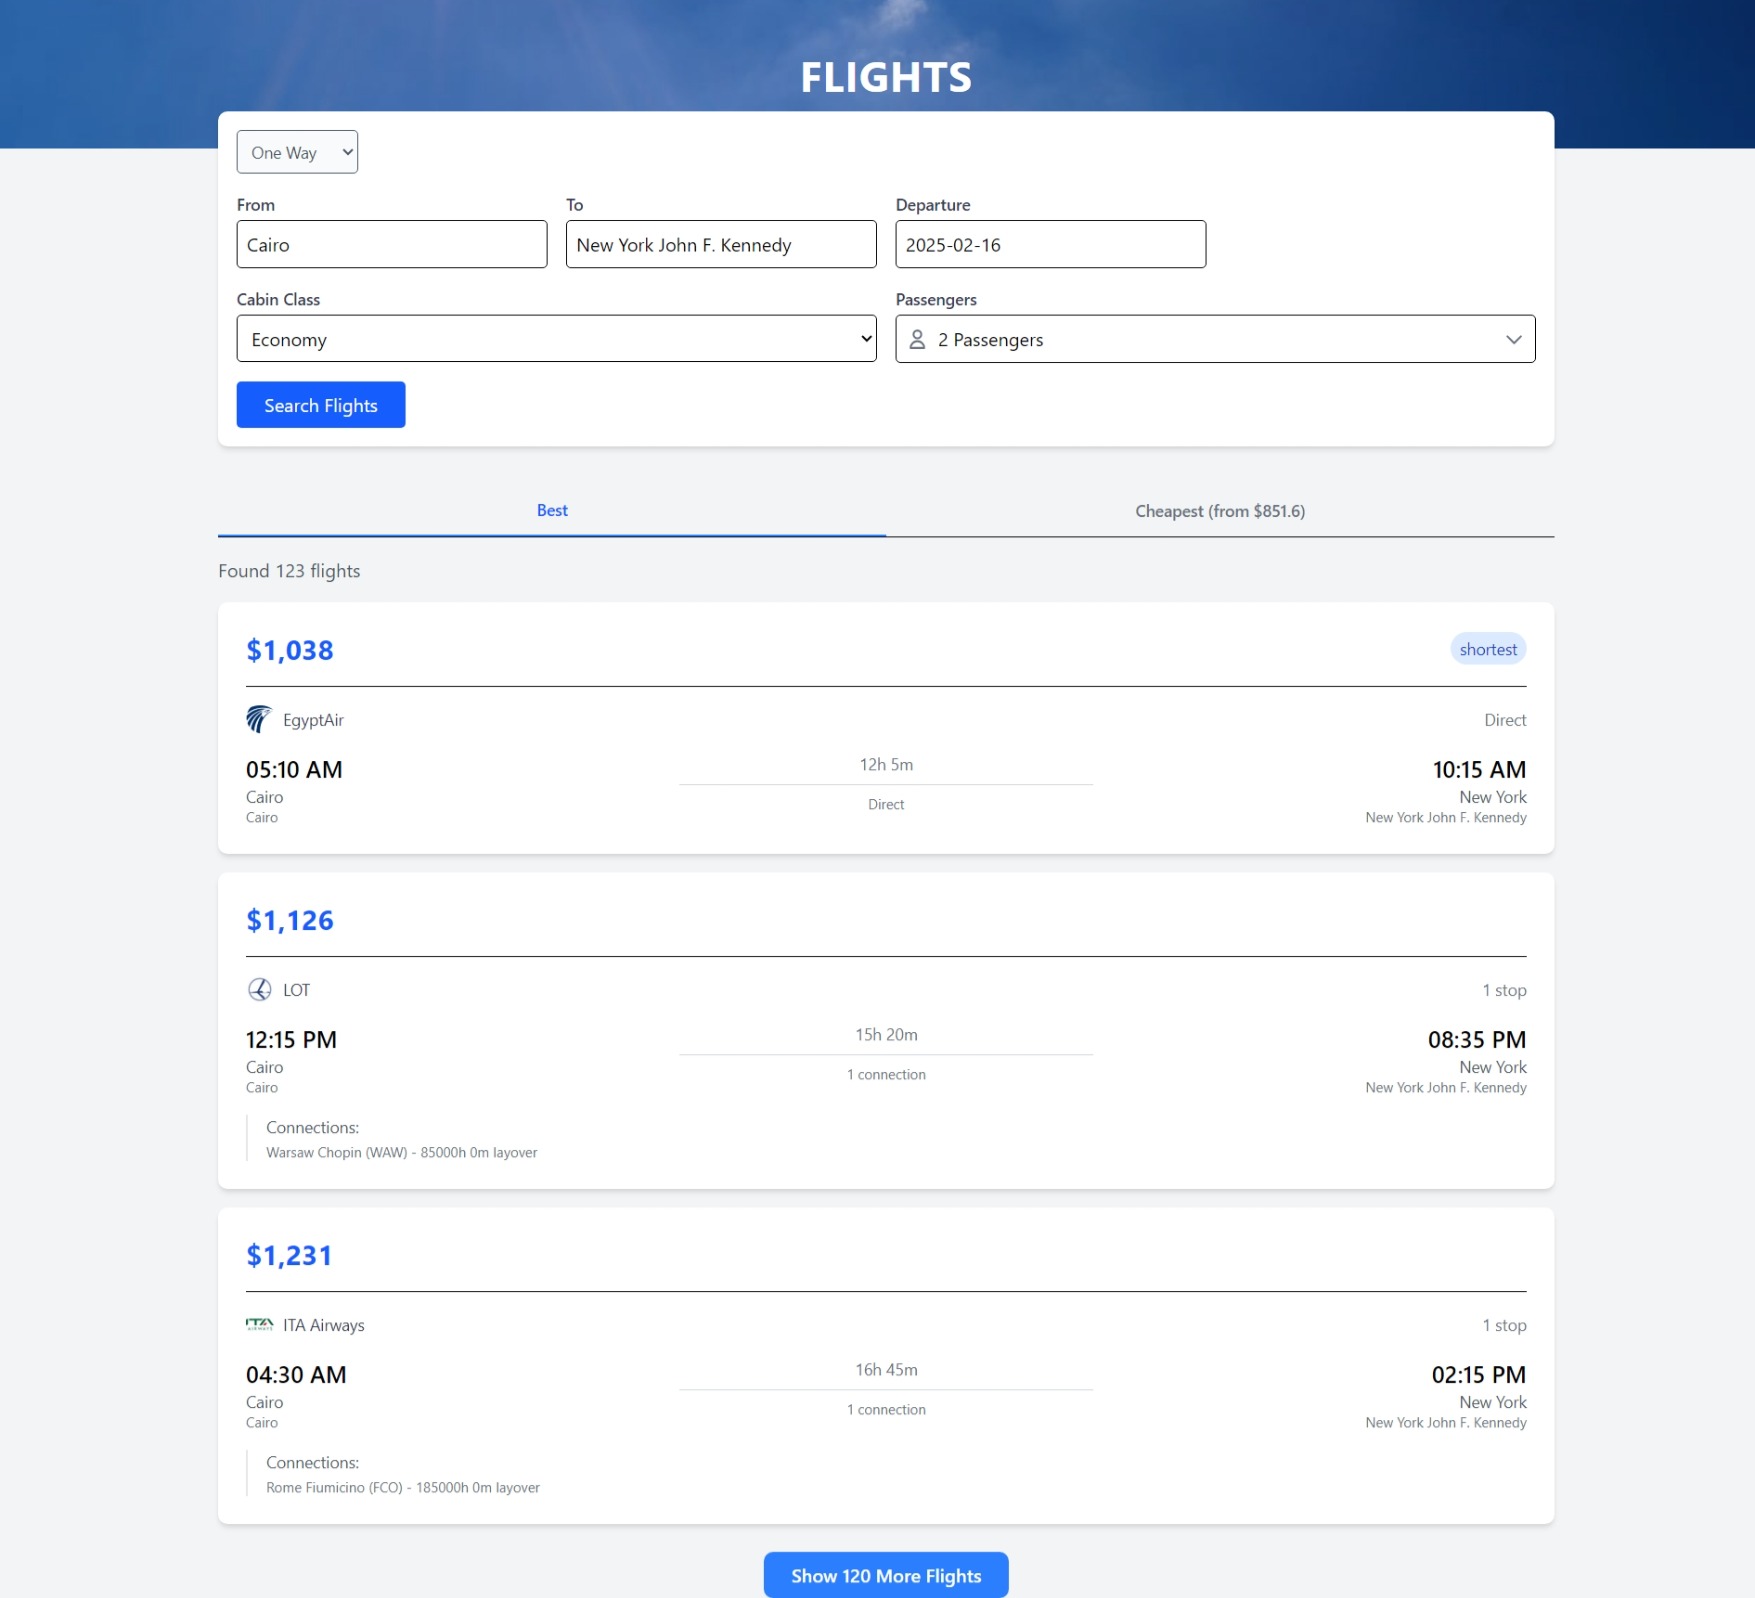 FLIGHTS
One Way
From
To
Departure
Cairo
New York John F. Kennedy
2025-02-16
Cabin Class
Passengers
Economy
2 Passengers
Search Flights
Best
Cheapest (from $851.6)
Found 123 flights
$1,038
shortest
EgyptAir
Direct
05:10 AM
Cairo
Cairo
12h 5m
Direct
10:15 AM
New York
New York John F. Kennedy
$1,126
LOT
1 stop
12:15 PM
Cairo
Cairo
15h 20m
1 connection
08:35 PM
New York
New York John F. Kennedy
Connections:
Warsaw Chopin (WAW) - 85000h 0m layover
$1,231
ITA AIRWAYS
ITA Airways
1 stop
04:30 AM
Cairo
Cairo
16h 45m
1 connection
02:15 PM
New York
New York John F. Kennedy
Connections:
Rome Fiumicino (FCO) - 185000h 0m layover
Show 120 More Flights